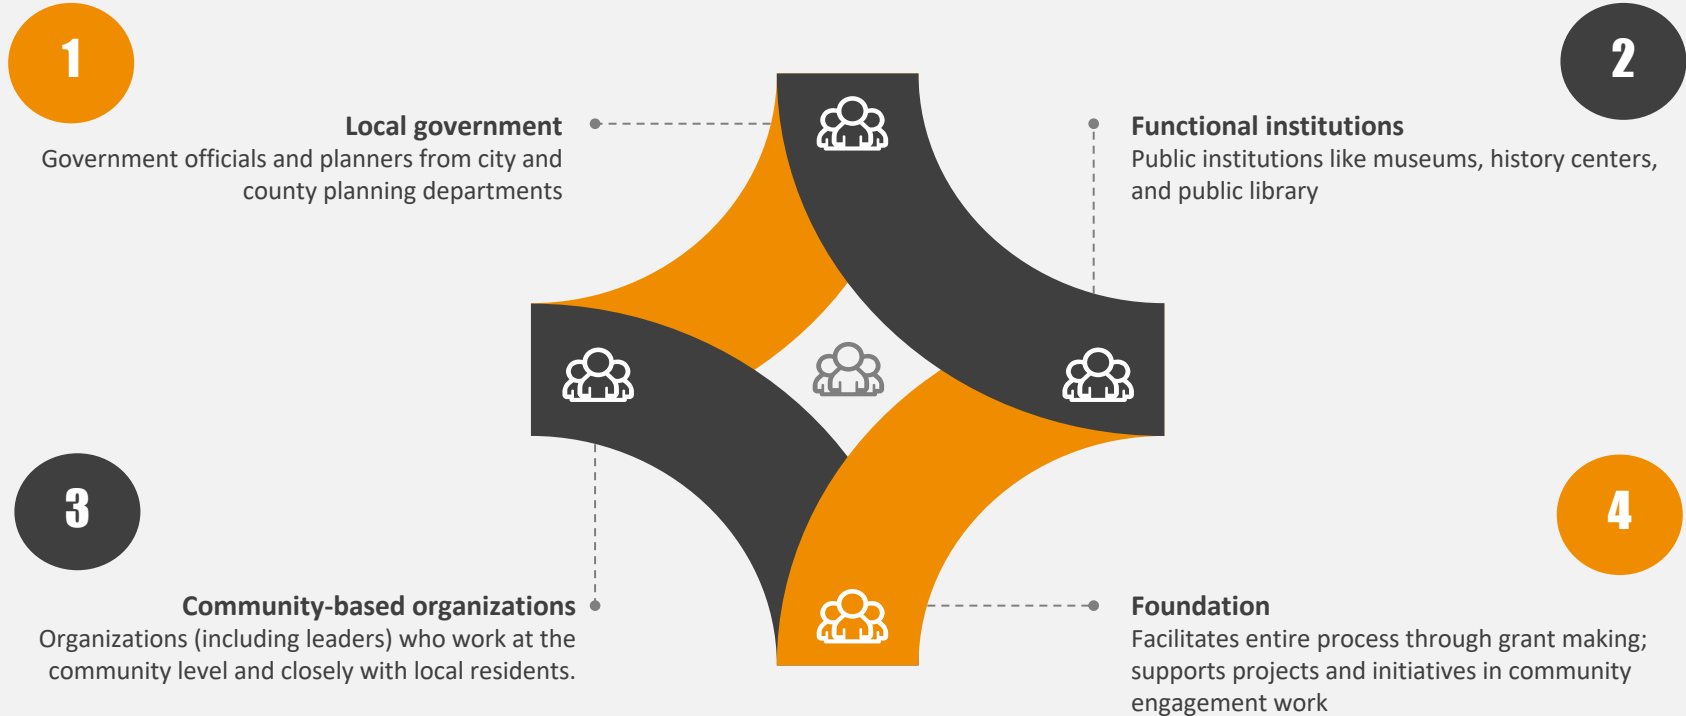 1
Local government
Government officials and planners from city and
county planning departments
2
Functional institutions
Public institutions like museums, history centers,
and public library
3
Community-based organizations
Organizations (including leaders) who work at the
community level and closely with local residents.
4
Foundation
Facilitates entire process through grant making;
supports projects and initiatives in community
engagement work